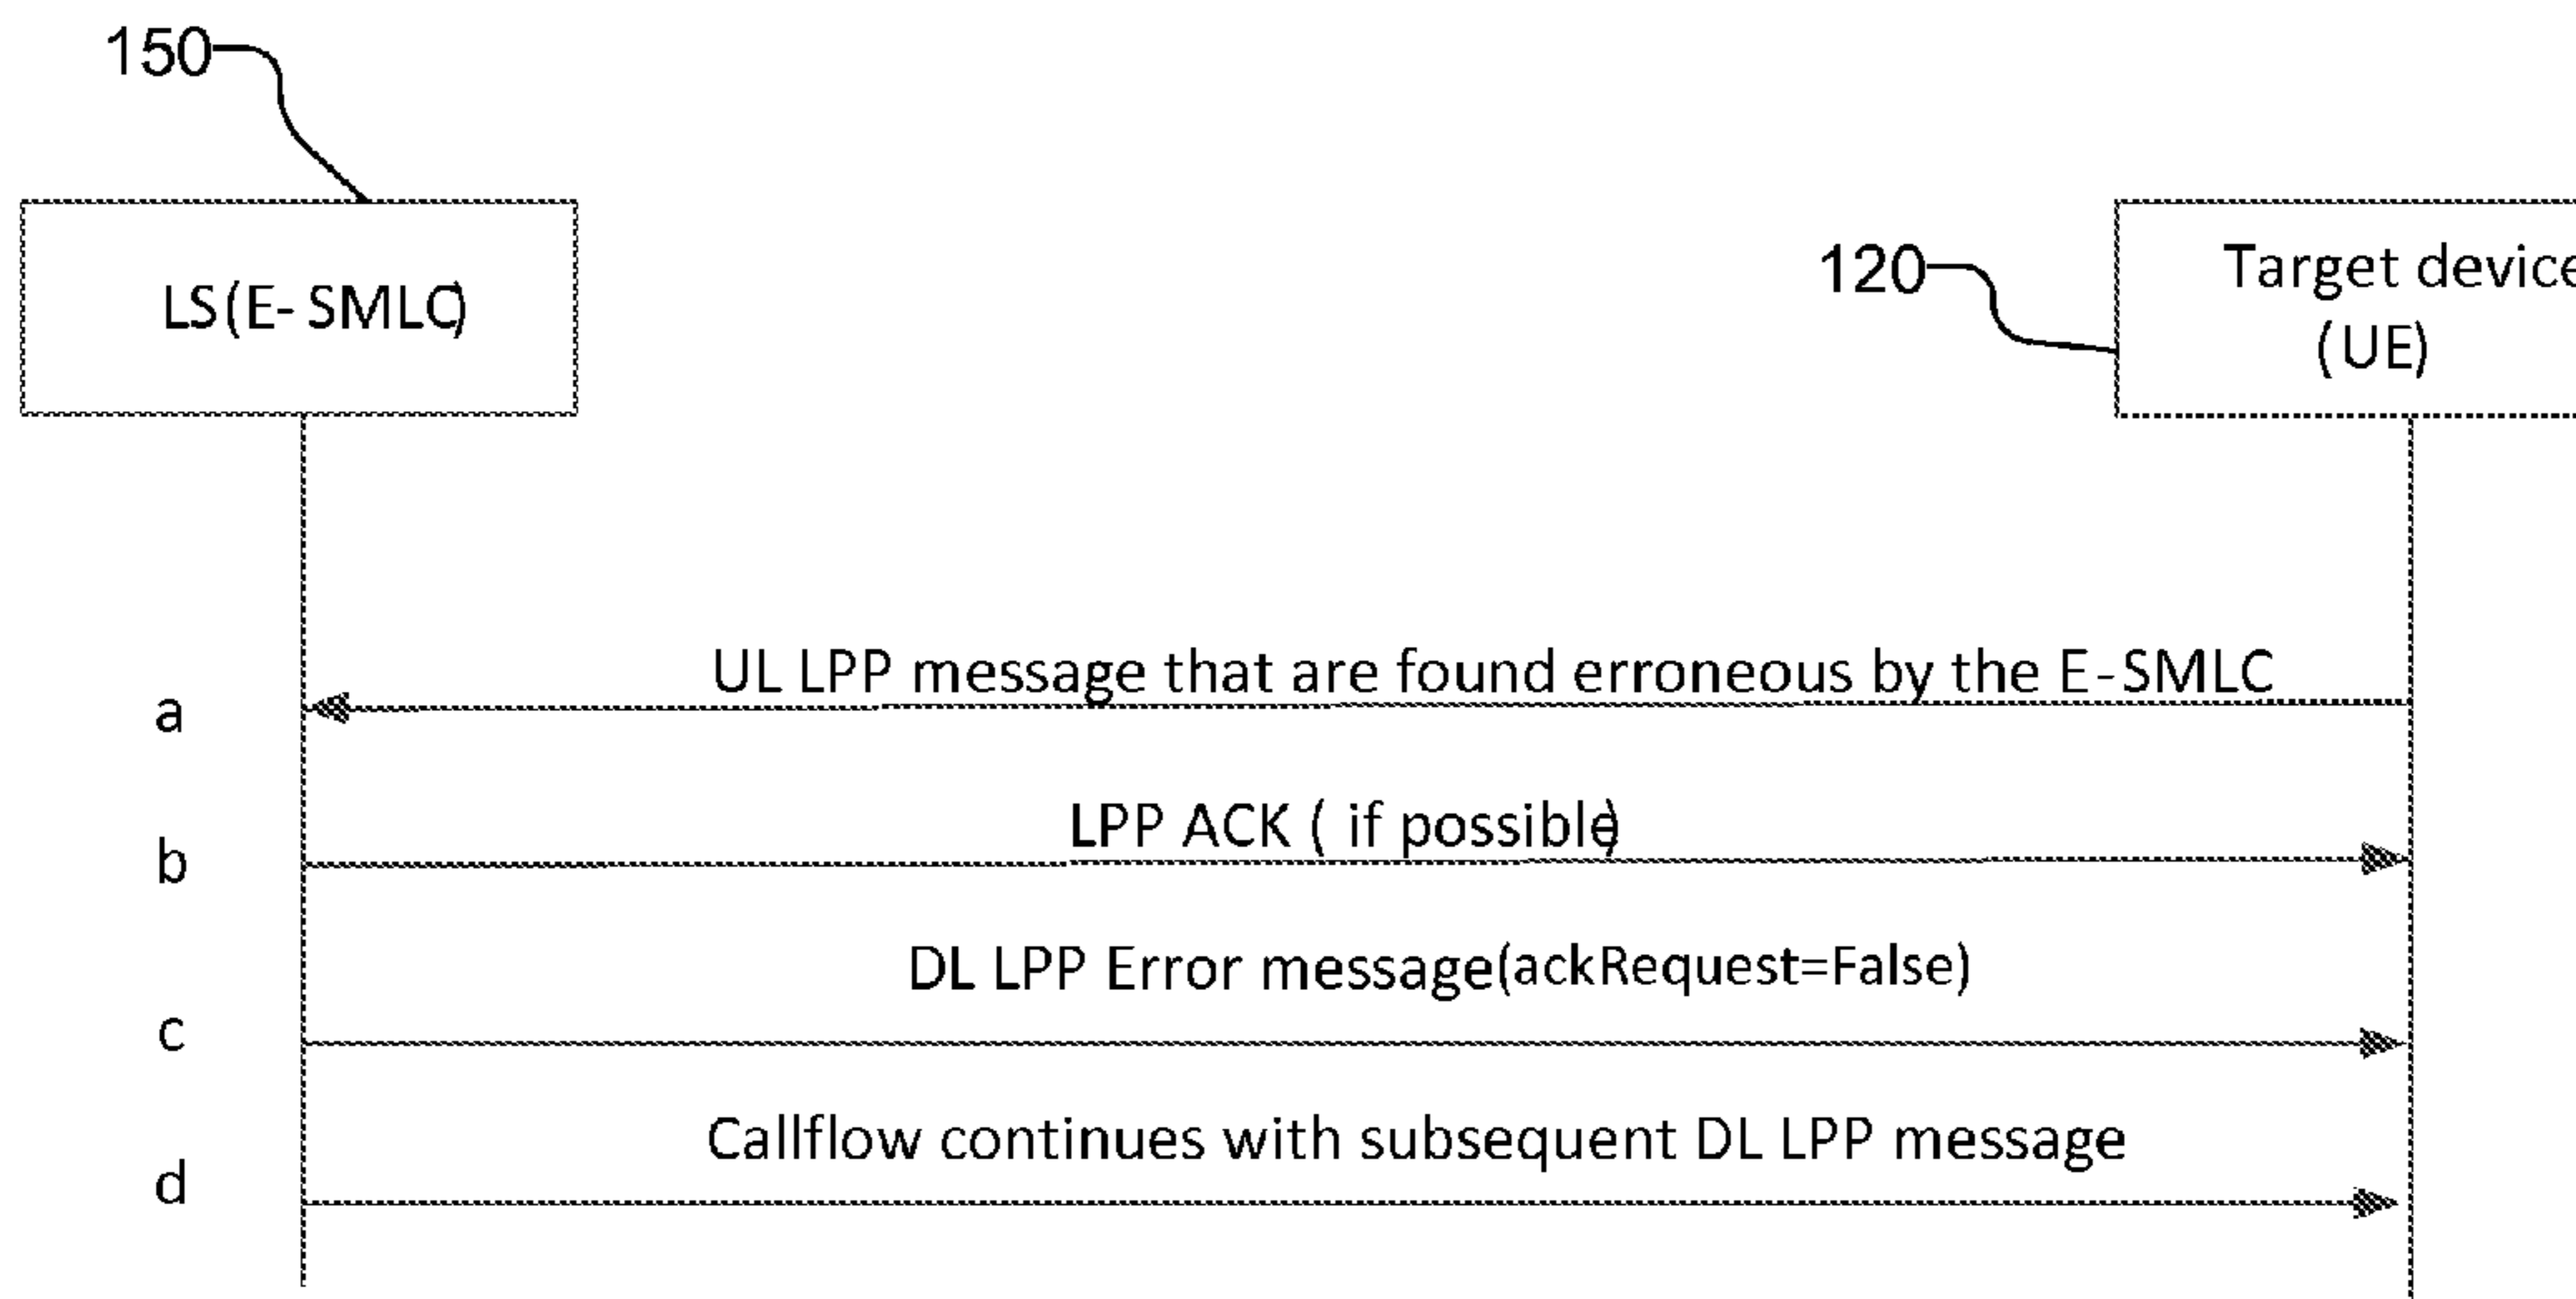 150
LS(E- SMLC)
120
Target device
(UE)
UL LPP message that are found erroneous by the E-SMLC
a
LPP ACK ( if possible)
b
DL LPP Error message(ackRequest=False)
c
Callflow continues with subsequent DL LPP message
d